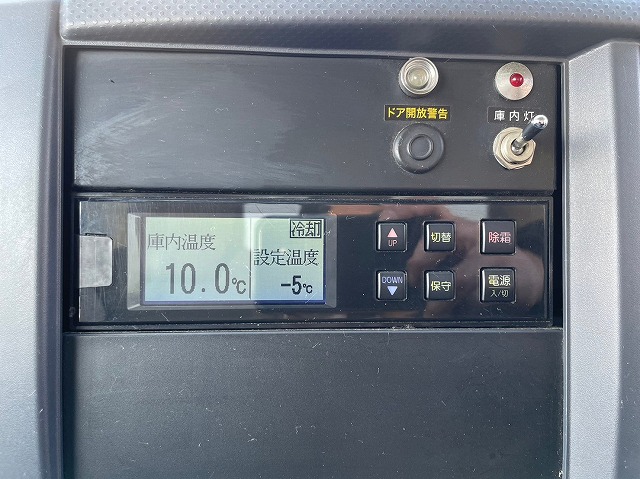 ドア開放警告
庫内灯
庫内温度
10.0℃
冷却
設定温度
-5℃
UP
切替
除霜
DOWN
保守
電源
入/切